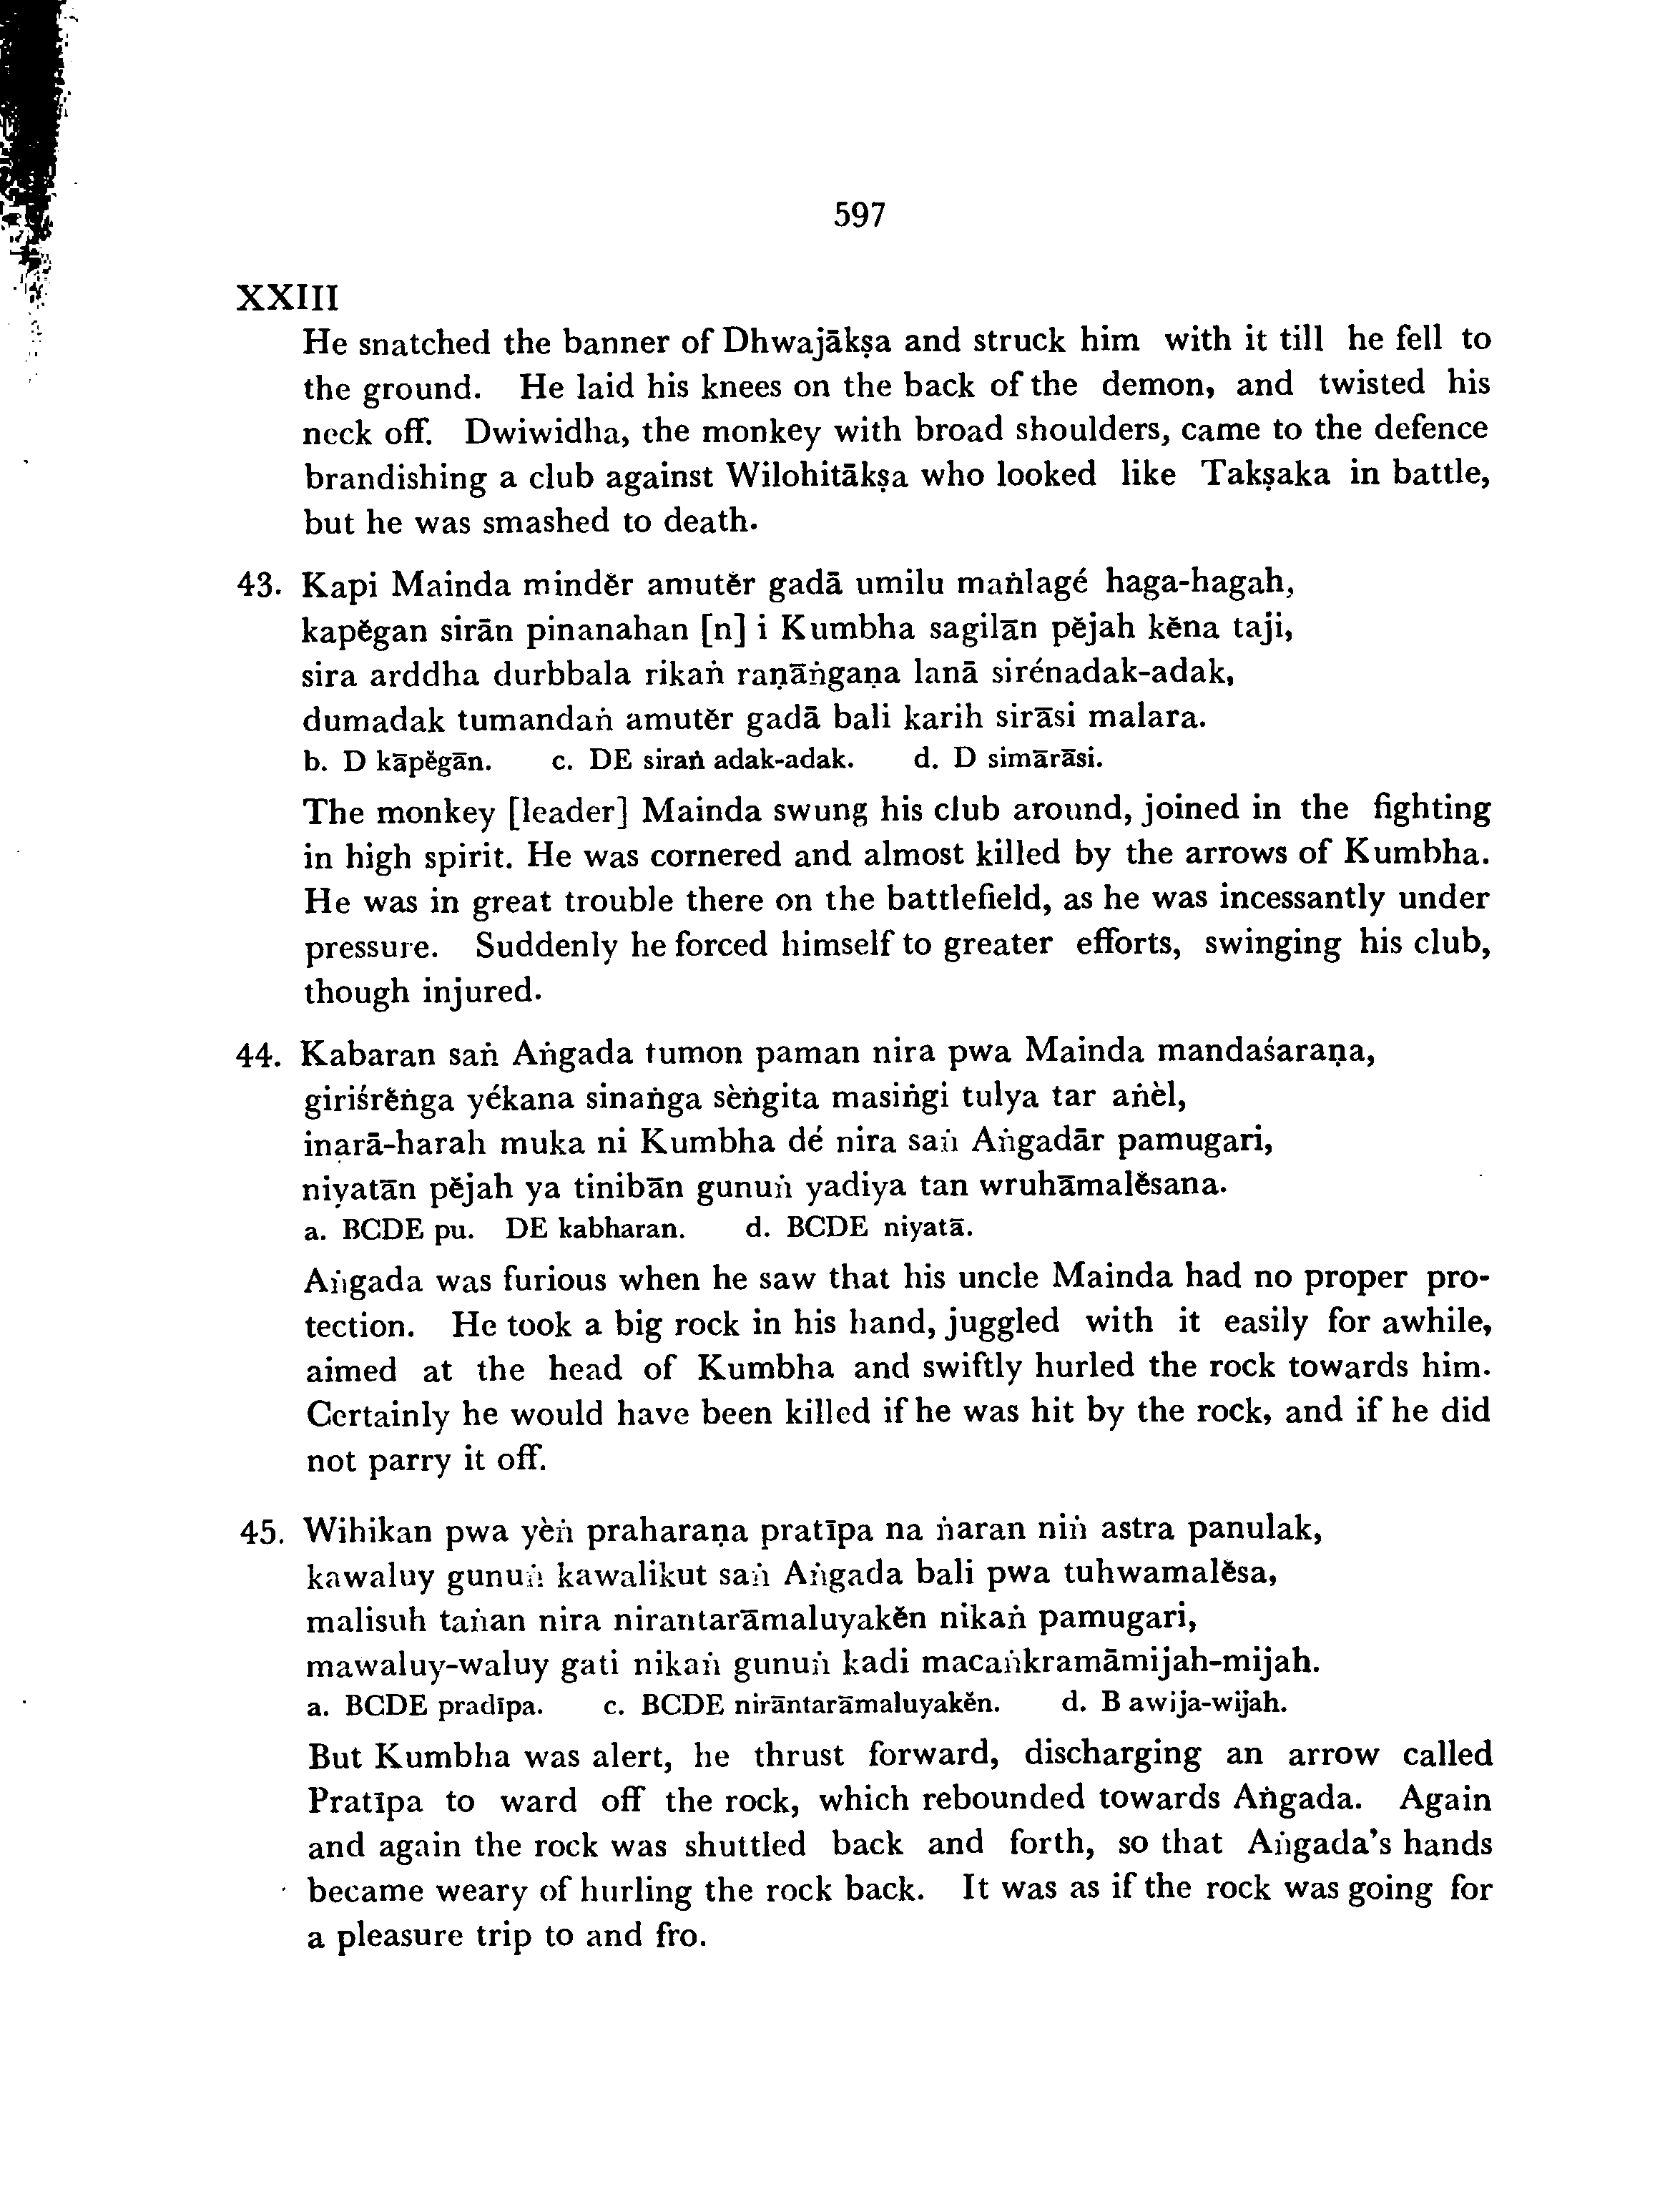 597
XXIII
He snatched the banner of Dhwajākṣa and struck him with it till he fell to
the ground. He laid his knees on the back of the demon, and twisted his
neck off. Dwiwidha, the monkey with broad shoulders, came to the defence
brandishing a club against Wilohitākṣa who looked like Takṣaka in battle,
but he was smashed to death.
43. Kapi Mainda mindĕr amutĕr gadā umilu maṅlagé haga-hagah,
kapĕgan sirān pinanahan [n] i Kumbha sagilān pĕjah kĕna taji,
sira arddha durbbala rikaṅ raṇāṅgaṇa lanā sirénadak-adak,
dumadak tumandaṅ amutĕr gadā bali karih sirāsi malara.
b. D kāpĕgān. c. DE siraṅ adak-adak. d. D simārāsi.
The monkey [leader] Mainda swung his club around, joined in the fighting
in high spirit. He was cornered and almost killed by the arrows of Kumbha.
He was in great trouble there on the battlefield, as he was incessantly under
pressure. Suddenly he forced himself to greater efforts, swinging his club,
though injured.
44. Kabaran saṅ Aṅgada tumon paman nira pwa Mainda mandaśaraṇa,
giriśrĕṅga yékana sinaṅga sèṅgita masiṅgi tulya tar aṅèl,
inarā-harah muka ni Kumbha dé nira saṅ Aṅgadār pamugari,
niyatān pĕjah ya tinibān gunuṅ yadiya tan wruhāmalĕsana.
a. BCDE pu. DE kabharan. d. BCDE niyatā.
Aṅgada was furious when he saw that his uncle Mainda had no proper pro-
tection. He took a big rock in his hand, juggled with it easily for awhile,
aimed at the head of Kumbha and swiftly hurled the rock towards him.
Certainly he would have been killed if he was hit by the rock, and if he did
not parry it off.
45. Wihikan pwa yèṅ praharaṇa pratīpa na ṅaran niṅ astra panulak,
kawaluy gunuṅ kawalikut saṅ Aṅgada bali pwa tuhwamalĕsa,
malisuh taṅan nira nirantarāmaluyakĕn nikaṅ pamugari,
mawaluy-waluy gati nikaṅ gunuṅ kadi macaṅkramāmijah-mijah.
a. BCDE pradīpa. c. BCDE nirāntarāmaluyakĕn. d. B awija-wijah.
But Kumbha was alert, he thrust forward, discharging an arrow called
Pratīpa to ward off the rock, which rebounded towards Aṅgada. Again
and again the rock was shuttled back and forth, so that Aṅgada's hands
became weary of hurling the rock back. It was as if the rock was going for
a pleasure trip to and fro.